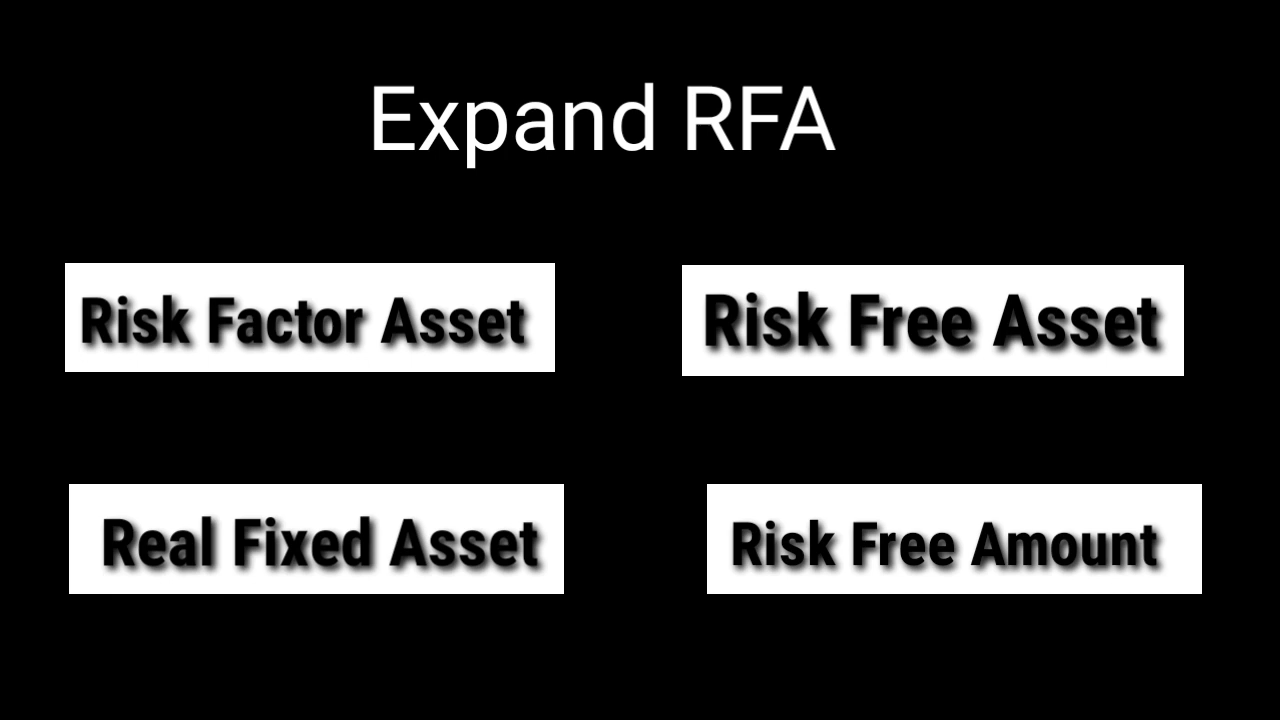 Expand RFA
Risk Factor Asset
Risk Free Asset
Real Fixed Asset
Risk Free Amount